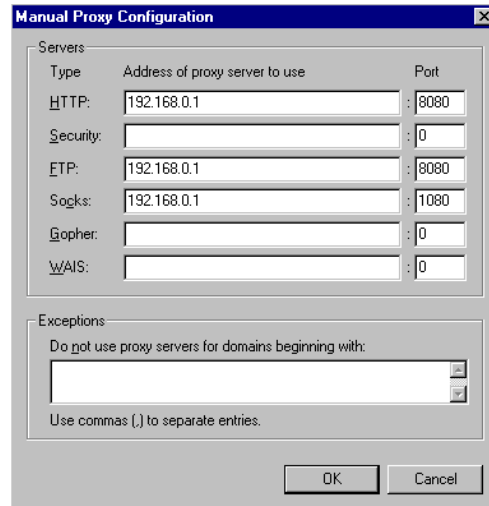 Manual Proxy Configuration
Servers
Type Address of proxy server to use Port
HTTP: 192.168.0.1 : 8080
Security: : 0
FTP: 192.168.0.1 : 8080
Socks: 192.168.0.1 : 1080
Gopher: : 0
WAIS: : 0
Exceptions
Do not use proxy servers for domains beginning with:
Use commas (,) to separate entries.
OK Cancel